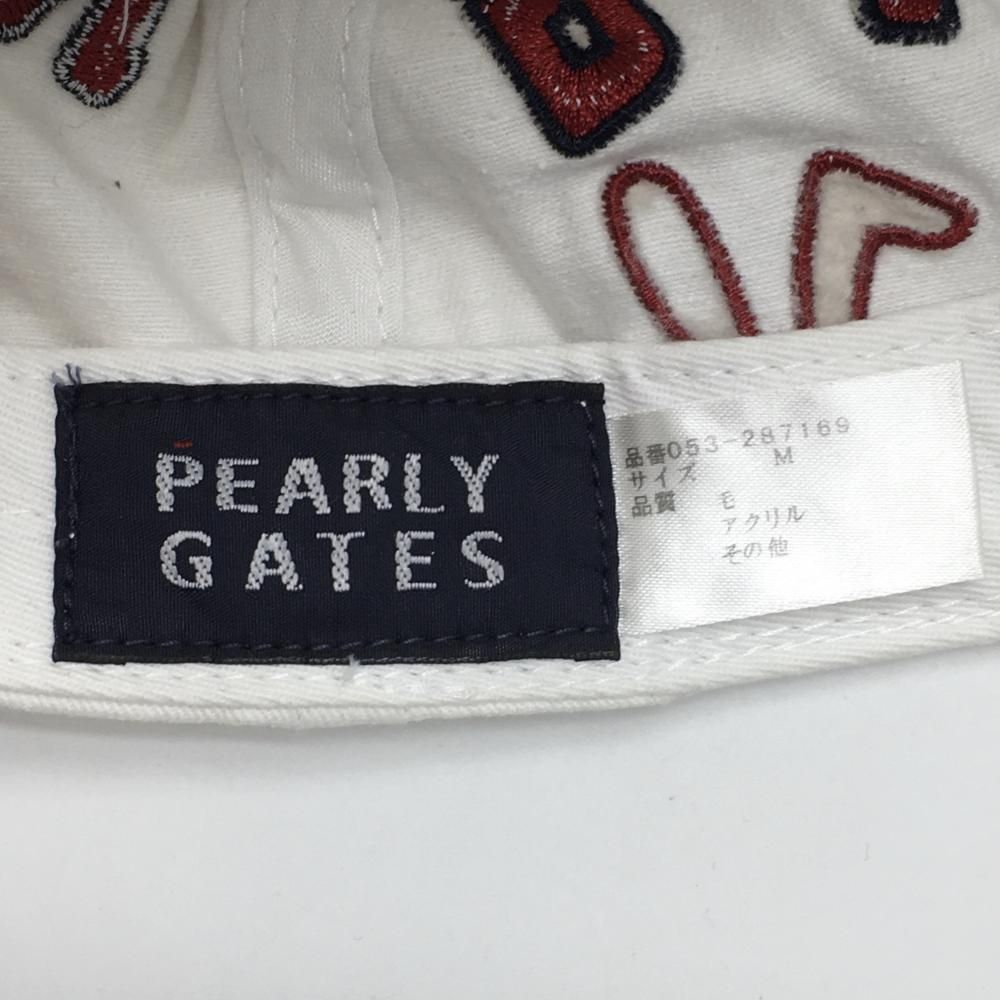 PEARLY
GATES
品番053-287169
サイズ M
品質 毛
アクリル
その他